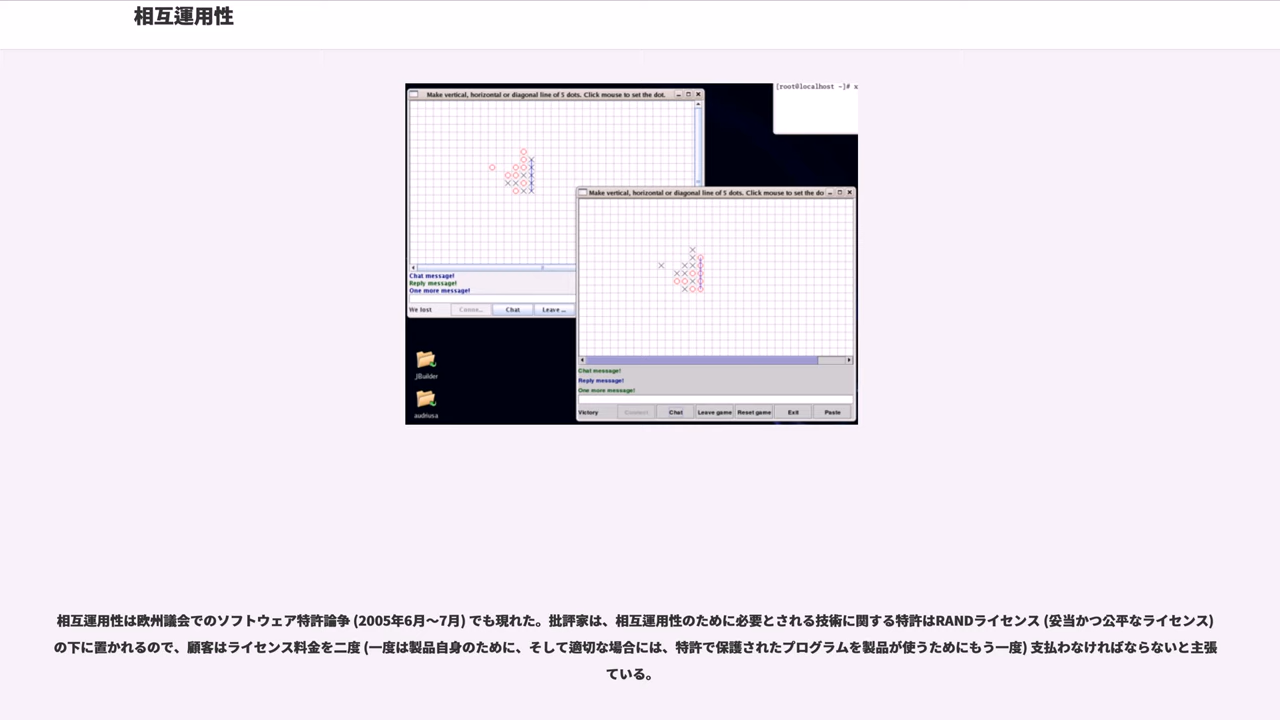 相互運用性
Make vertical, horizontal or diagonal line of 5 dots. Click mouse to set the dot.
[root@localhost ~]# x
Make vertical, horizontal or diagonal line of 5 dots. Click mouse to set the do
Chat message!
Reply message!
One more message!
We lost Conne... Chat Leave ...
Chat message!
Reply message!
One more message!
JBuilder
audriusa
Victory Connect Chat Leave game Reset game Exit Paste
相互運用性は欧州議会でのソフトウェア特許論争 (2005年6月〜7月) でも現れた。批評家は、相互運用性のために必要とされる技術に関する特許はRANDライセンス (妥当かつ公平なライセンス)
の下に置かれるので、顧客はライセンス料金を二度 (一度は製品自身のために、そして適切な場合には、特許で保護されたプログラムを製品が使うためにもう一度) 支払わなければならないと主張
ている。